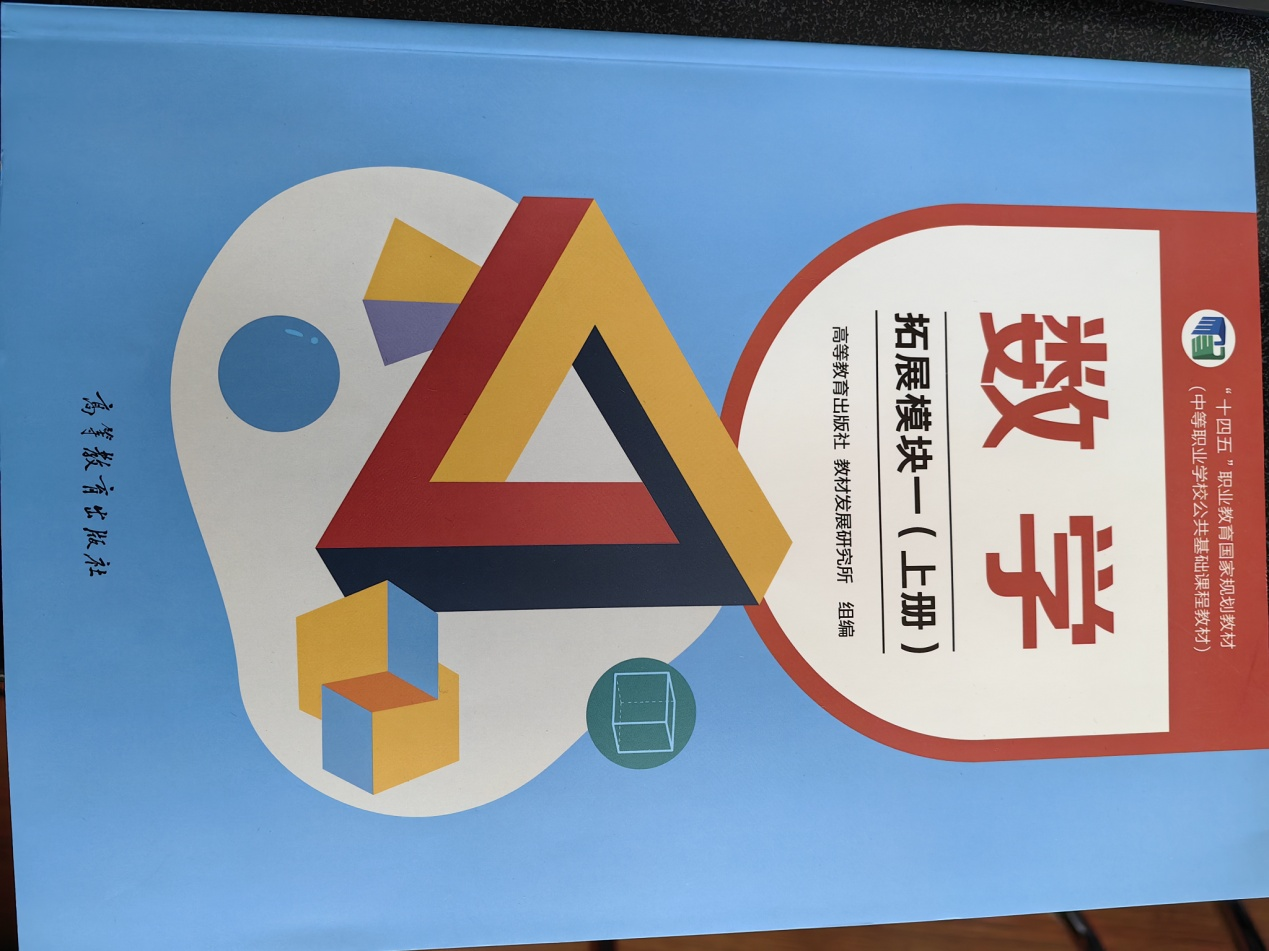 “十四五”职业教育国家规划教材
（中等职业学校公共基础课程教材）
数 学
拓展模块一（上册）
高等教育出版社 教材发展研究所 组编
高等教育出版社